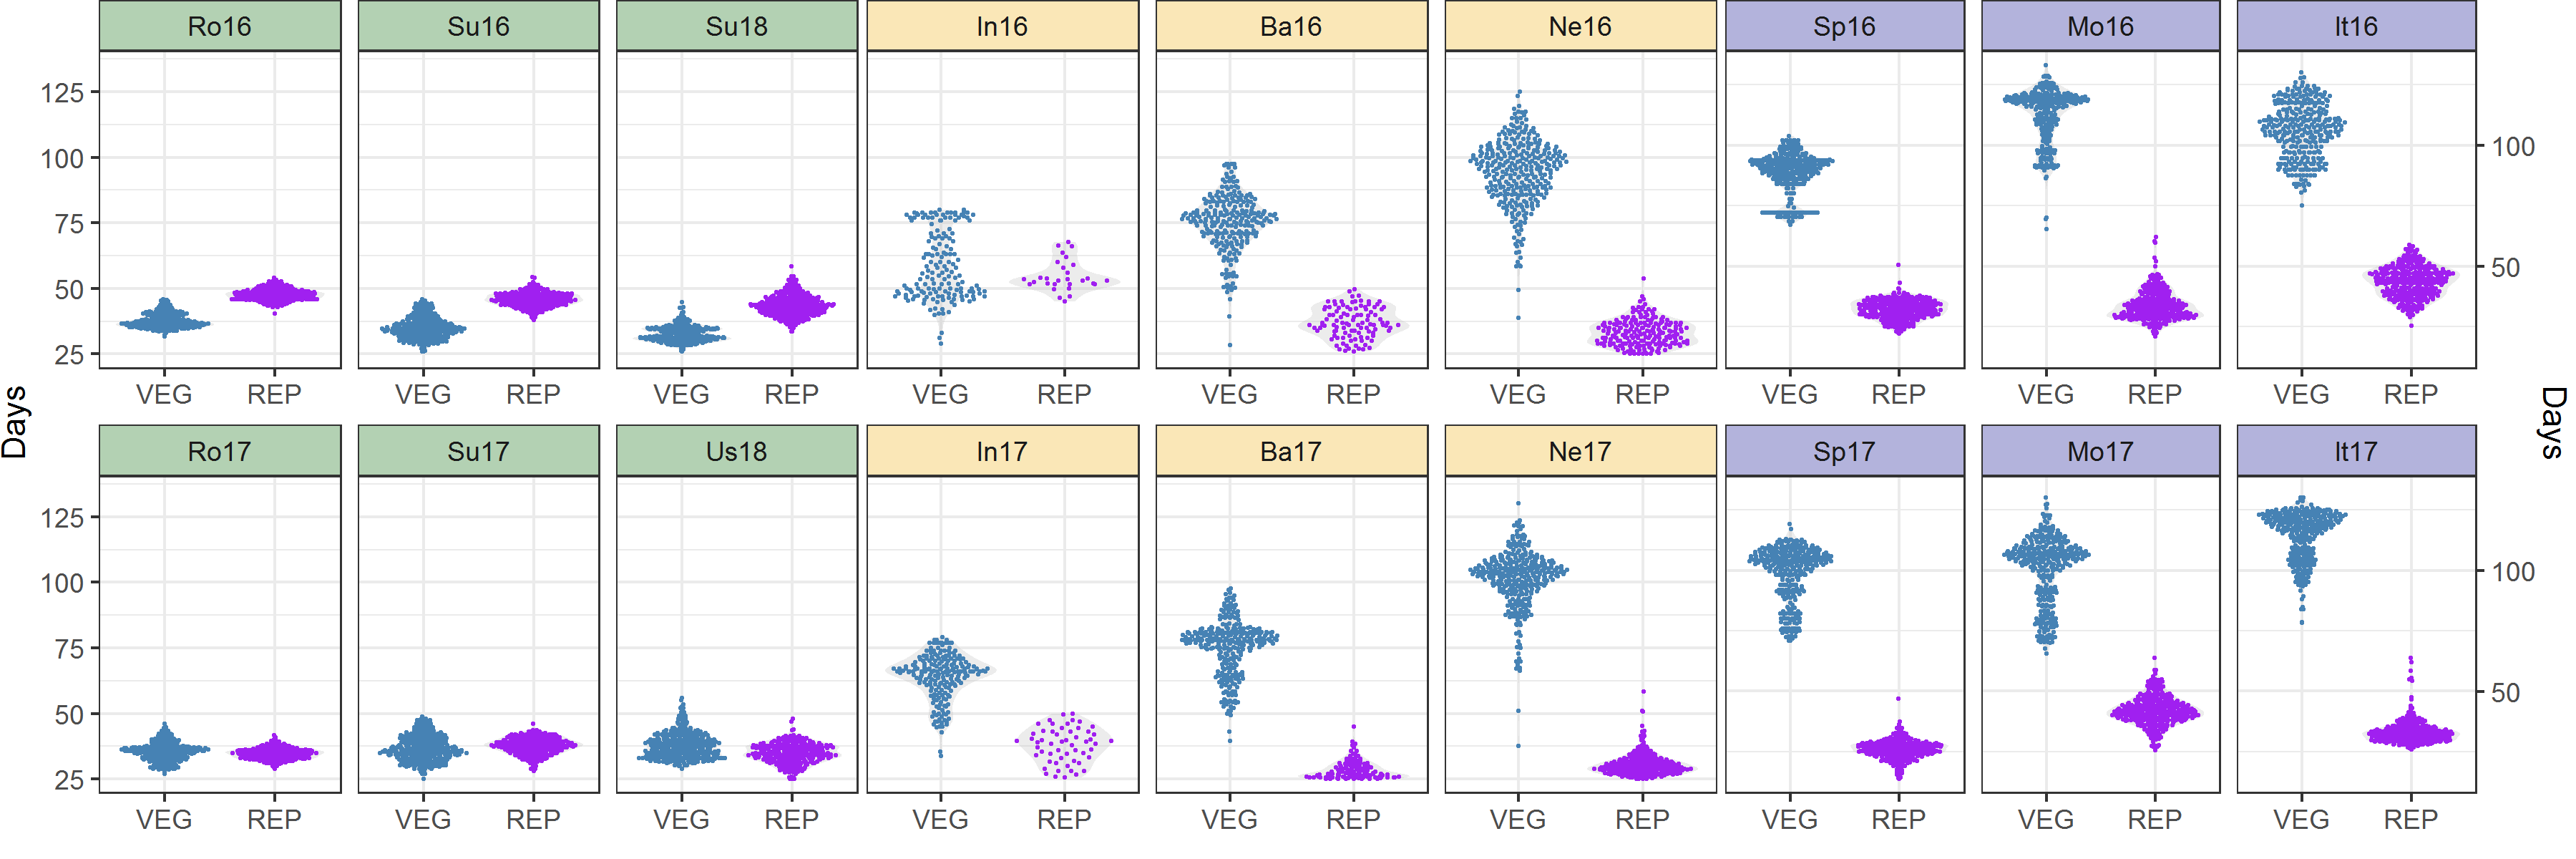 Ro16 Su16 Su18 In16 Ba16 Ne16 Sp16 Mo16 It16
125
100 100
75
50 50
25
VEG REP VEG REP VEG REP VEG REP VEG REP VEG REP VEG REP VEG REP VEG REP
Days Days
Ro17 Su17 Us18 In17 Ba17 Ne17 Sp17 Mo17 It17
125
100 100
75
50 50
25
VEG REP VEG REP VEG REP VEG REP VEG REP VEG REP VEG REP VEG REP VEG REP